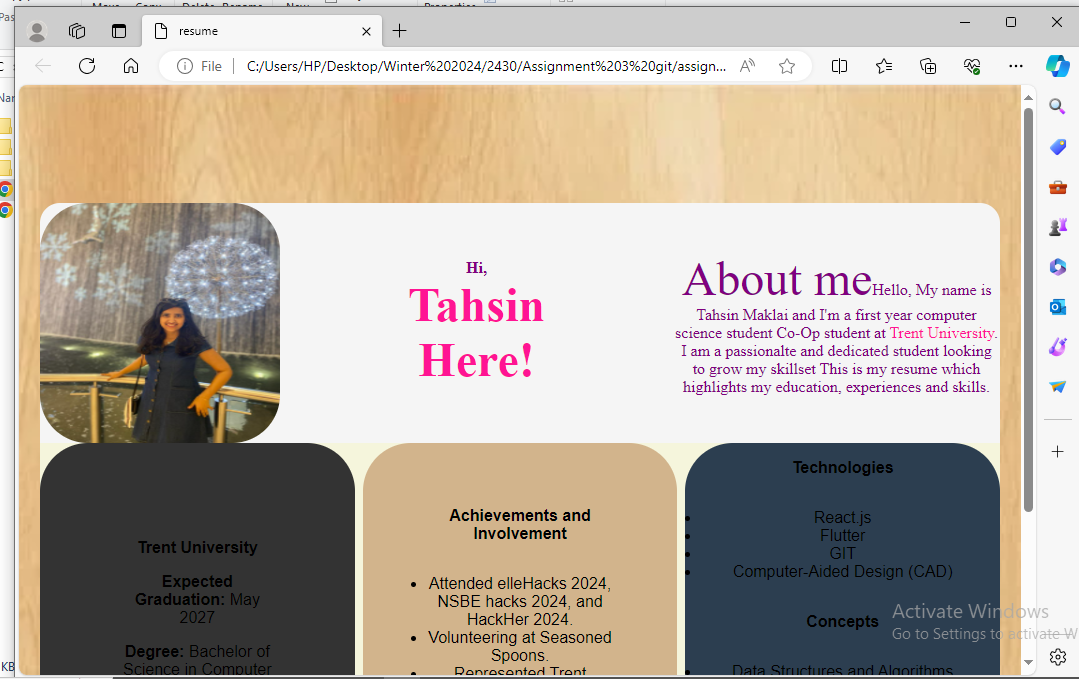 resume
File
C:/Users/HP/Desktop/Winter%202024/2430/Assignment%203%20git/assign...
Hi,
Tahsin
Here!
About meHello, My name is
Tahsin Maklai and I'm a first year computer
science student Co-Op student at Trent University.
I am a passionalte and dedicated student looking
to grow my skillset This is my resume which
highlights my education, experiences and skills.
Trent University
Expected
Graduation: May
2027
Degree: Bachelor of
Science in Computer
Achievements and
Involvement
Attended elleHacks 2024,
NSBE hacks 2024, and
HackHer 2024.
Volunteering at Seasoned
Spoons.
Represented Trent
Technologies
React.js
Flutter
GIT
Computer-Aided Design (CAD)
Concepts
Data Structures and Algorithms
Activate Windows
Go to Settings to activate W
KB